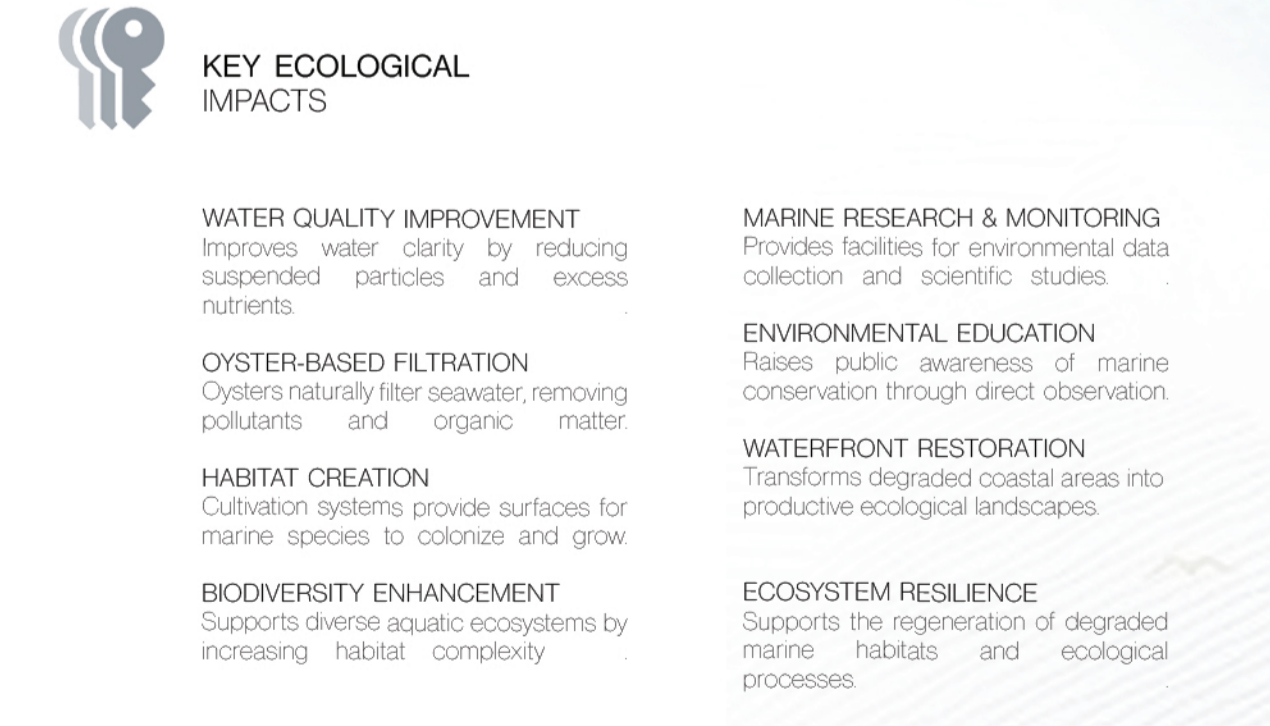 KEY ECOLOGICAL
IMPACTS
WATER QUALITY IMPROVEMENT
Improves water clarity by reducing
suspended particles and excess
nutrients. .
OYSTER-BASED FILTRATION
Oysters naturally filter seawater, removing
pollutants and organic matter.
HABITAT CREATION
Cultivation systems provide surfaces for
marine species to colonize and grow.
BIODIVERSITY ENHANCEMENT
Supports diverse aquatic ecosystems by
increasing habitat complexity .
MARINE RESEARCH & MONITORING
Provides facilities for environmental data
collection and scientific studies. .
ENVIRONMENTAL EDUCATION
Raises public awareness of marine
conservation through direct observation.
WATERFRONT RESTORATION
Transforms degraded coastal areas into
productive ecological landscapes.
ECOSYSTEM RESILIENCE
Supports the regeneration of degraded
marine habitats and ecological
processes. .